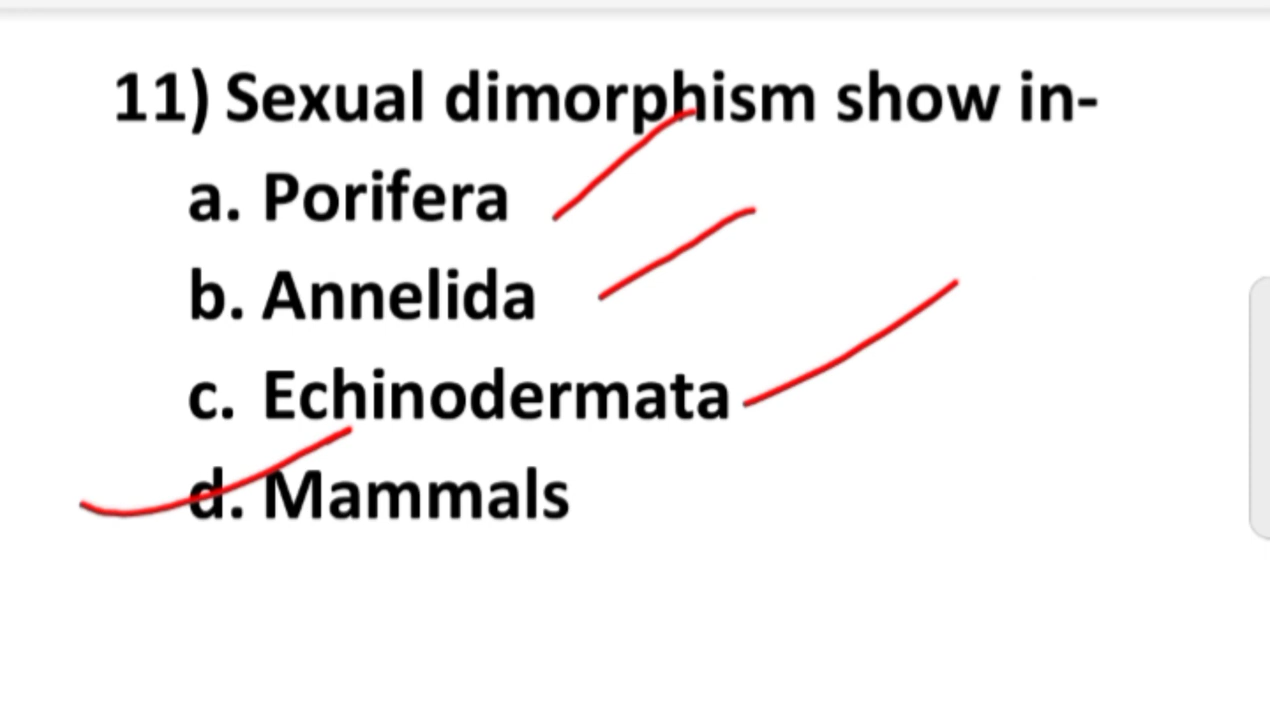 11) Sexual dimorphism show in-
a. Porifera
b. Annelida
c. Echinodermata
d. Mammals